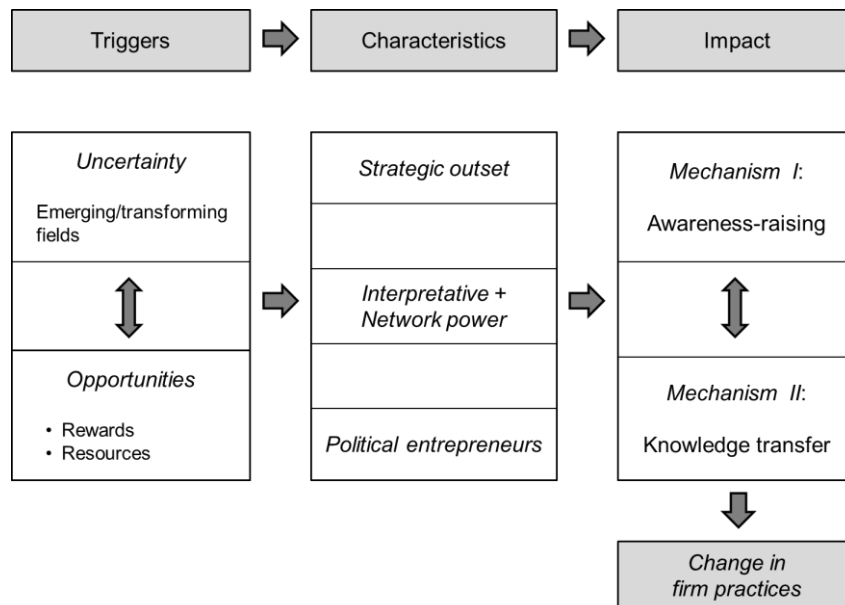 Triggers
Characteristics
Impact
Uncertainty
Emerging/transforming
fields
Opportunities
• Rewards
• Resources
Strategic outset
Interpretative +
Network power
Political entrepreneurs
Mechanism I:
Awareness-raising
Mechanism II:
Knowledge transfer
Change in
firm practices